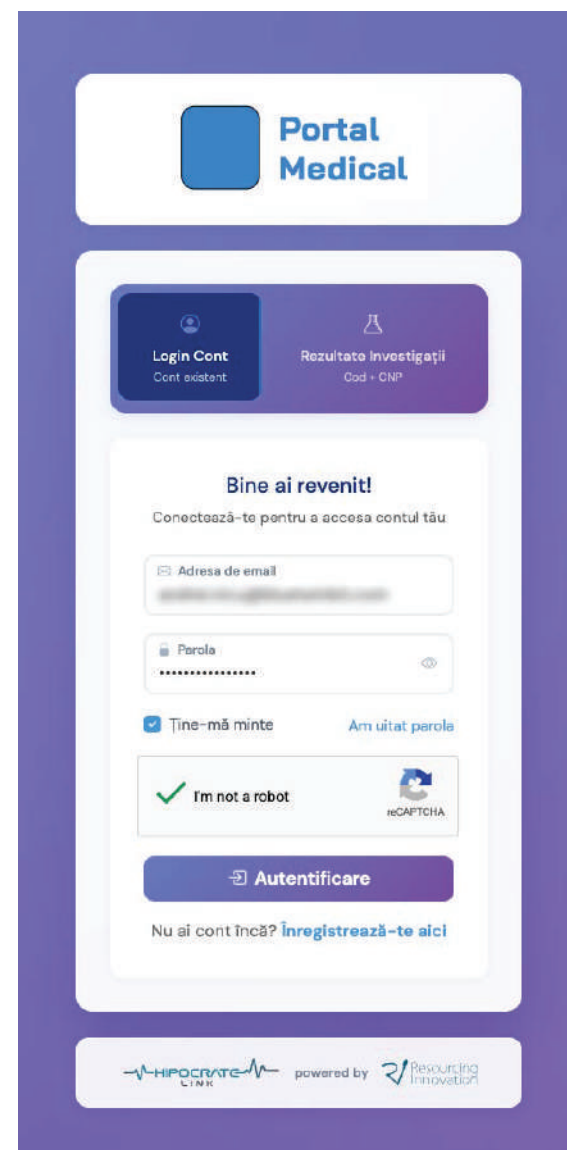 Portal
Medical
Login Cont
Cont existent
Rezultate Investigații
Cod + CNP
Bine ai revenit!
Conectează-te pentru a accesa contul tău
Adresa de email
Parola
Ține-mă minte
Am uitat parola
I'm not a robot
reCAPTCHA
Autentificare
Nu ai cont încă? Înregistrează-te aici
HIPOCRATE
LINK
powered by
Resourcing
Innovation